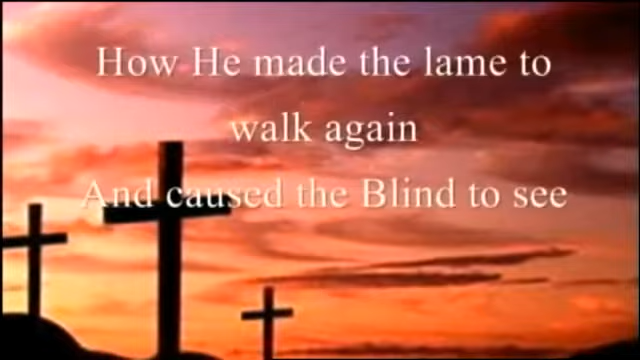 How He made the lame to
walk again
And caused the Blind to see